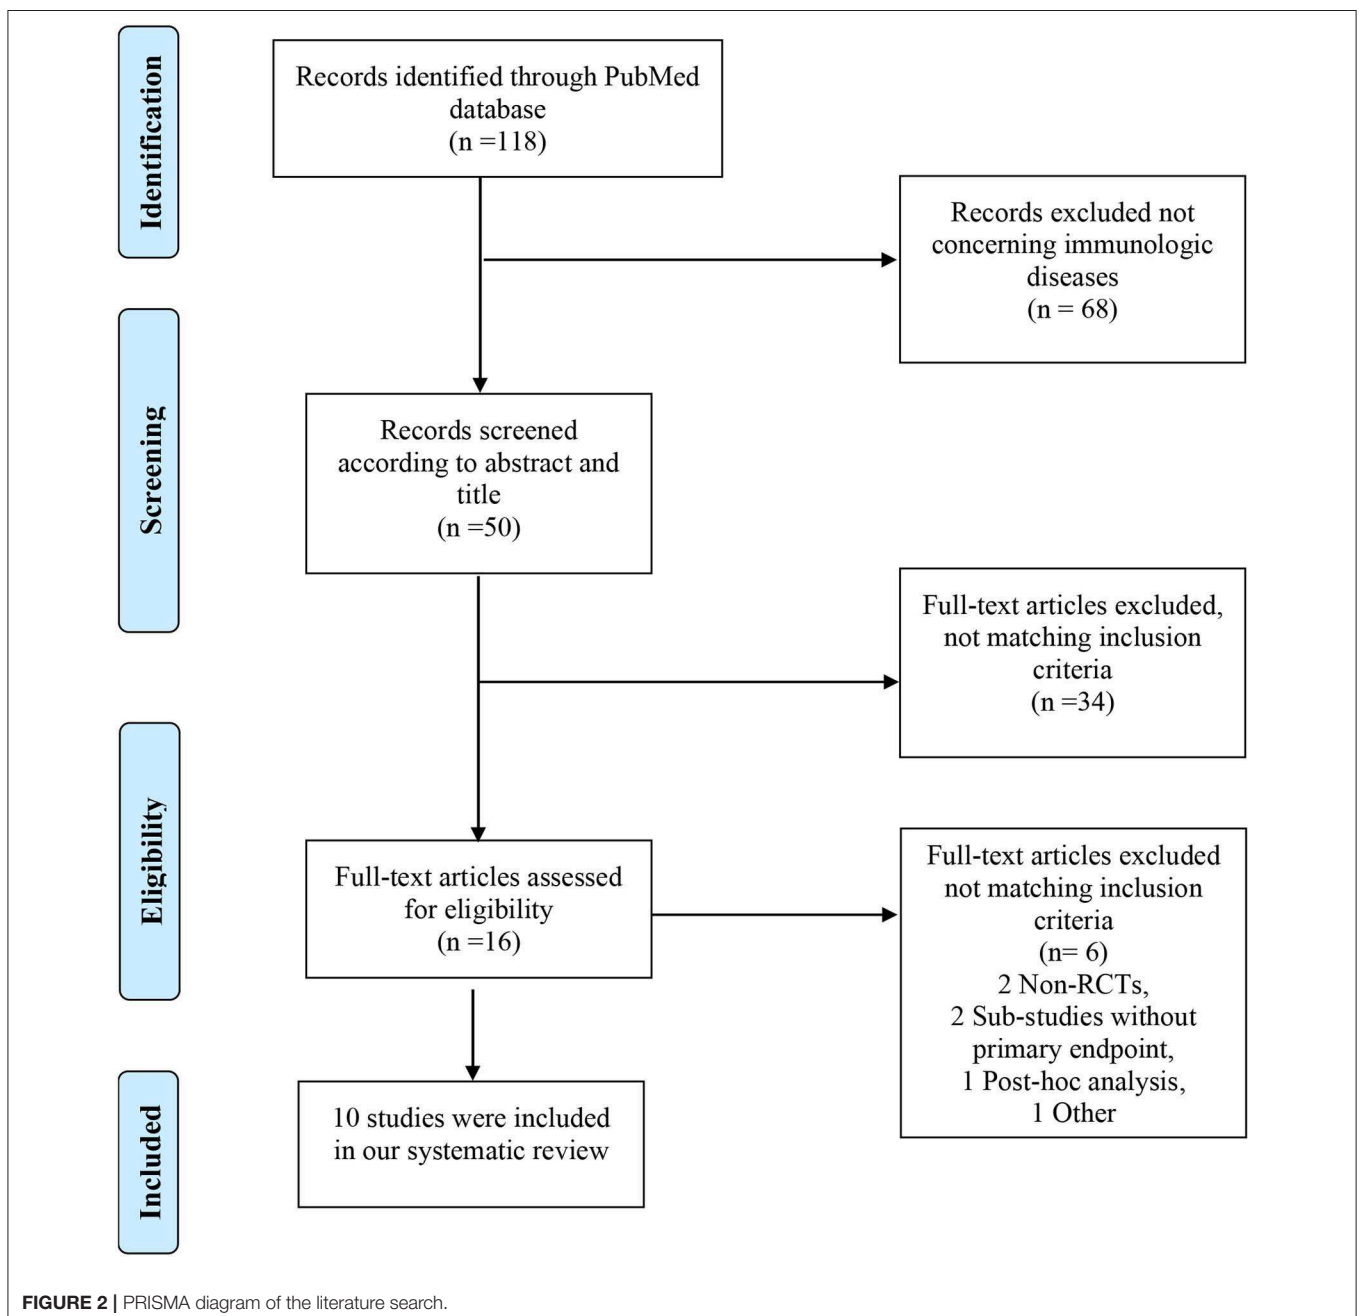 Identification
Records identified through PubMed
database
(n =118)
Records excluded not
concerning immunologic
diseases
(n = 68)
Screening
Records screened
according to abstract and
title
(n =50)
Full-text articles excluded,
not matching inclusion
criteria
(n =34)
Eligibility
Full-text articles assessed
for eligibility
(n =16)
Full-text articles excluded
not matching inclusion
criteria
(n= 6)
2 Non-RCTs,
2 Sub-studies without
primary endpoint,
1 Post-hoc analysis,
1 Other
Included
10 studies were included
in our systematic review
FIGURE 2 | PRISMA diagram of the literature search.